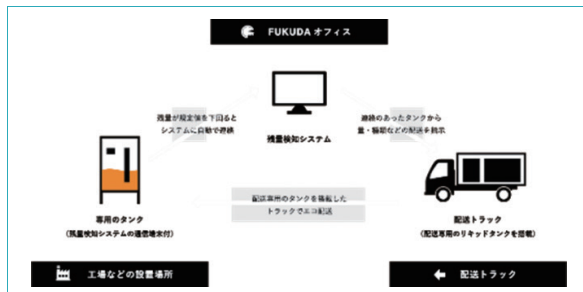 FUKUDA オフィス
残量が規定値を下回ると
システムに自動で連絡
連絡のあったタンクから
量・種類などの配送を指示
残量検知システム
配送専用のタンクを搭載した
トラックでエコ配送
専用のタンク
(残量検知システムの通信端末付)
配送トラック
(配送専用のリキッドタンクを搭載)
工場などの設置場所
配送トラック